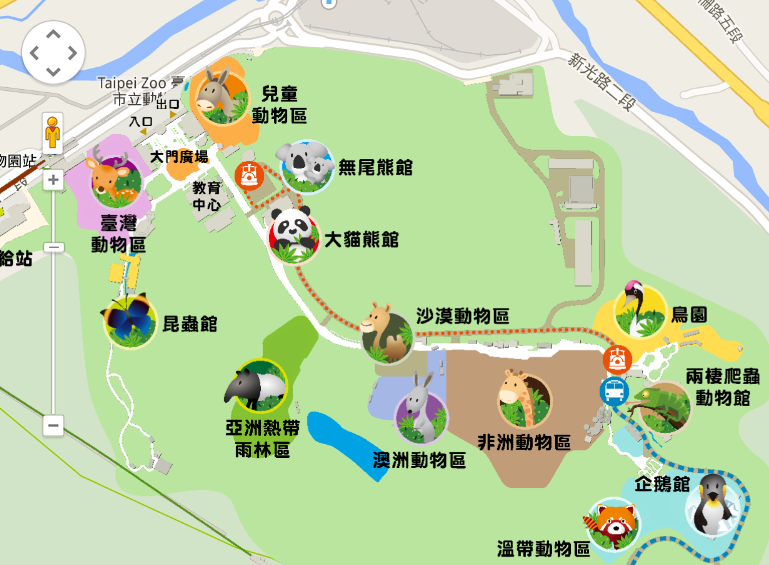 新光路二段
Taipei Zoo 臺
市立動物
出口
入口
兒童
動物區
大門廣場
物園站
無尾熊館
教育
中心
臺灣
動物區
大貓熊館
給站
昆蟲館
沙漠動物區
鳥園
兩棲爬蟲
動物館
亞洲熱帶
雨林區
非洲動物區
澳洲動物區
企鵝館
溫帶動物區